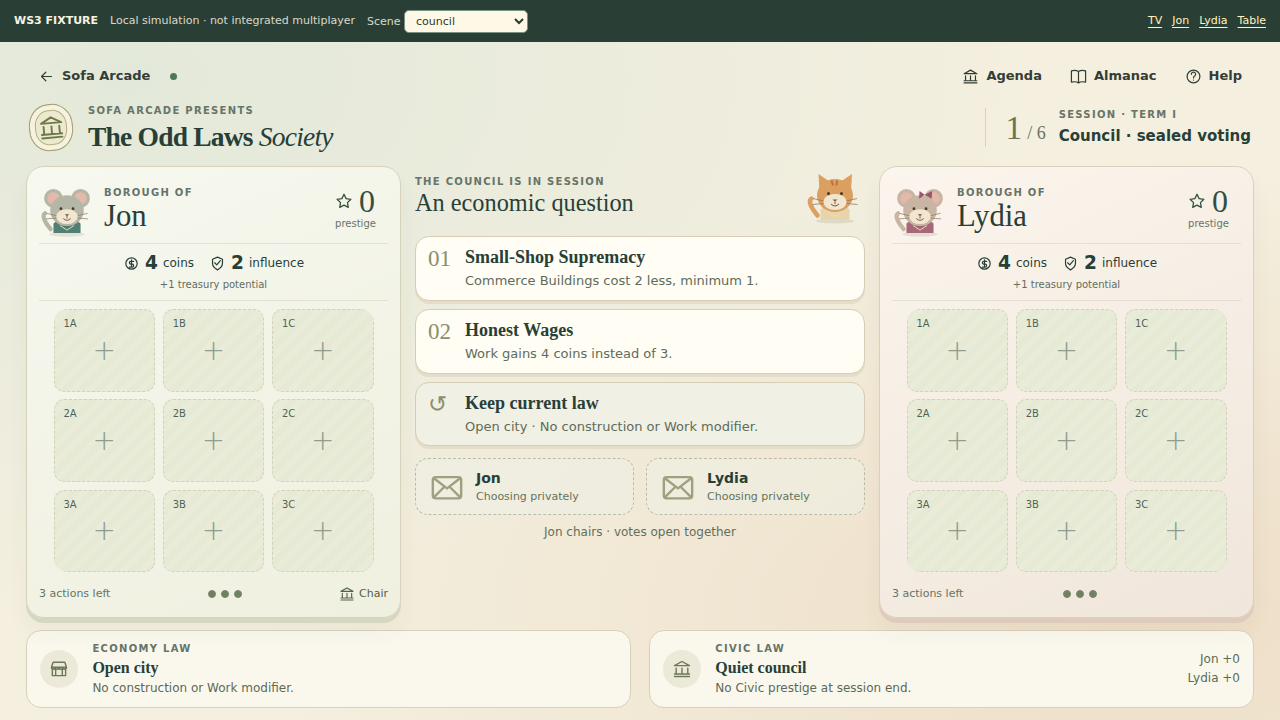 WS3 FIXTURE Local simulation · not integrated multiplayer Scene council TV Jon Lydia Table
Sofa Arcade Agenda Almanac Help
SOFA ARCADE PRESENTS
The Odd Laws Society
1 / 6
SESSION · TERM I
Council · sealed voting
BOROUGH OF
Jon
0
prestige
4 coins 2 influence
+1 treasury potential
1A 1B 1C
2A 2B 2C
3A 3B 3C
3 actions left Chair
THE COUNCIL IS IN SESSION
An economic question
01 Small-Shop Supremacy
Commerce Buildings cost 2 less, minimum 1.
02 Honest Wages
Work gains 4 coins instead of 3.
Keep current law
Open city · No construction or Work modifier.
Jon
Choosing privately
Lydia
Choosing privately
Jon chairs · votes open together
BOROUGH OF
Lydia
0
prestige
4 coins 2 influence
+1 treasury potential
1A 1B 1C
2A 2B 2C
3A 3B 3C
3 actions left
ECONOMY LAW
Open city
No construction or Work modifier.
CIVIC LAW
Quiet council
No Civic prestige at session end.
Jon +0
Lydia +0